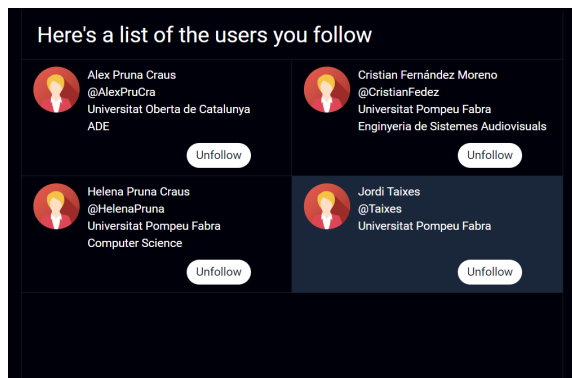 Here's a list of the users you follow
Alex Pruna Craus
@AlexPruCra
Universitat Oberta de Catalunya
ADE
Unfollow
Cristian Fernández Moreno
@CristianFedez
Universitat Pompeu Fabra
Enginyeria de Sistemes Audiovisuals
Unfollow
Helena Pruna Craus
@HelenaPruna
Universitat Pompeu Fabra
Computer Science
Unfollow
Jordi Taixes
@Taixes
Universitat Pompeu Fabra
Unfollow